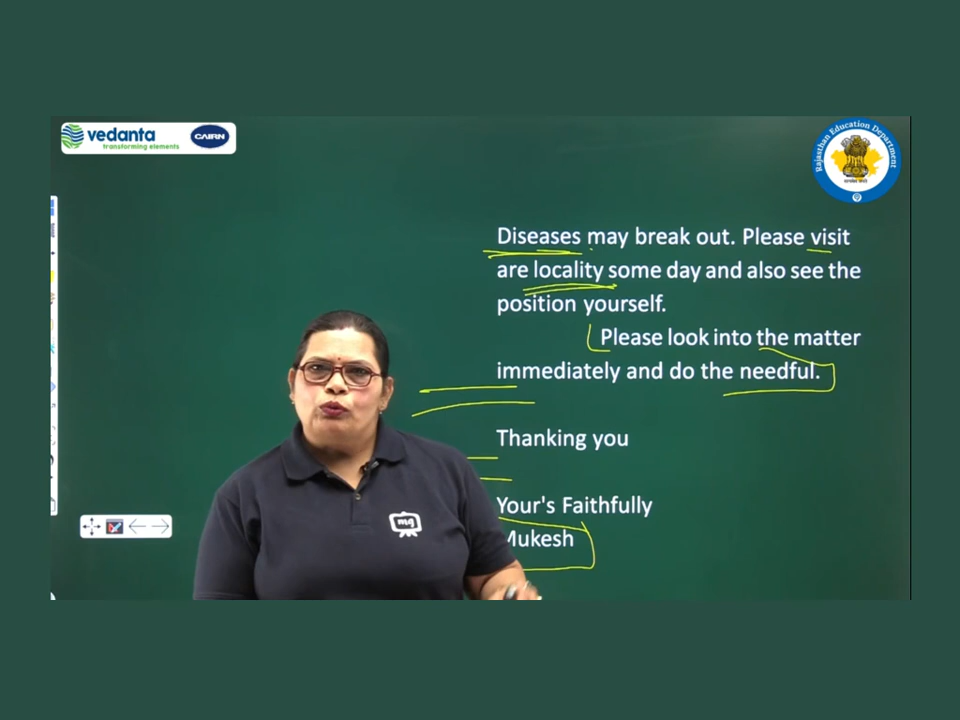 vedanta
transforming elements
CAIRN
Rajasthan Education Department
Diseases may break out. Please visit
are locality some day and also see the
position yourself.
Please look into the matter
immediately and do the needful.
Thanking you
Your's Faithfully
Mukesh
mg